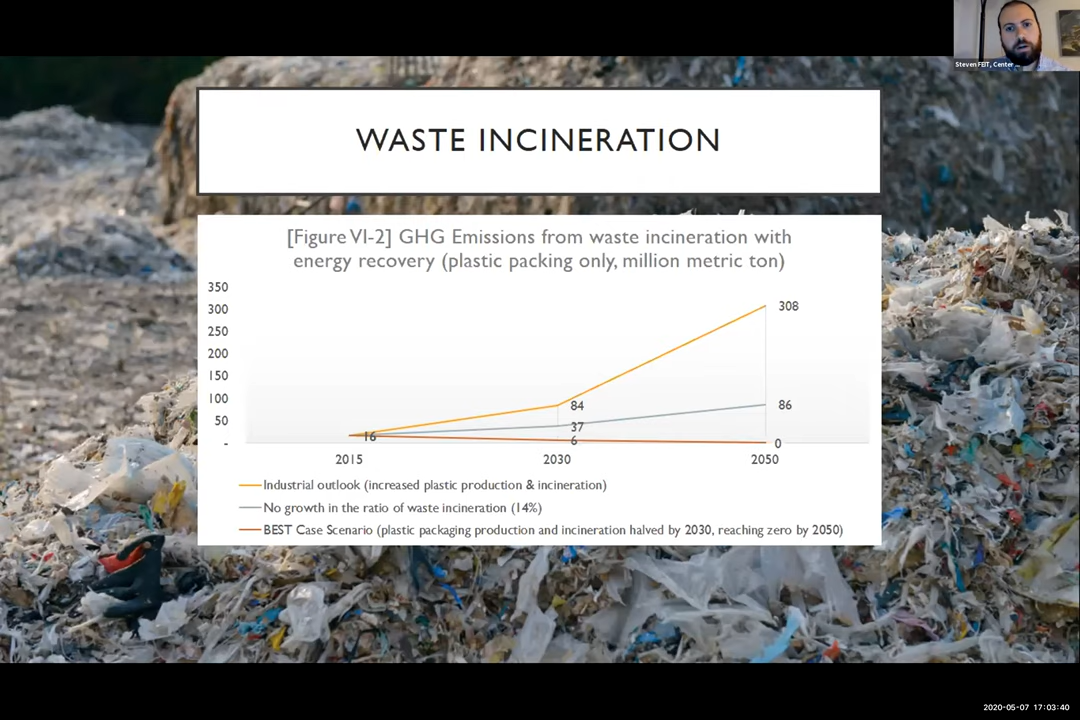 Steven FEIT, Center ...
WASTE INCINERATION
[Figure VI-2] GHG Emissions from waste incineration with
energy recovery (plastic packing only, million metric ton)
350
300
250
200
150
100
50
-
308
84
86
37
16
6
0
2015 2030 2050
Industrial outlook (increased plastic production & incineration)
No growth in the ratio of waste incineration (14%)
BEST Case Scenario (plastic packaging production and incineration halved by 2030, reaching zero by 2050)
2020-05-07 17:03:40